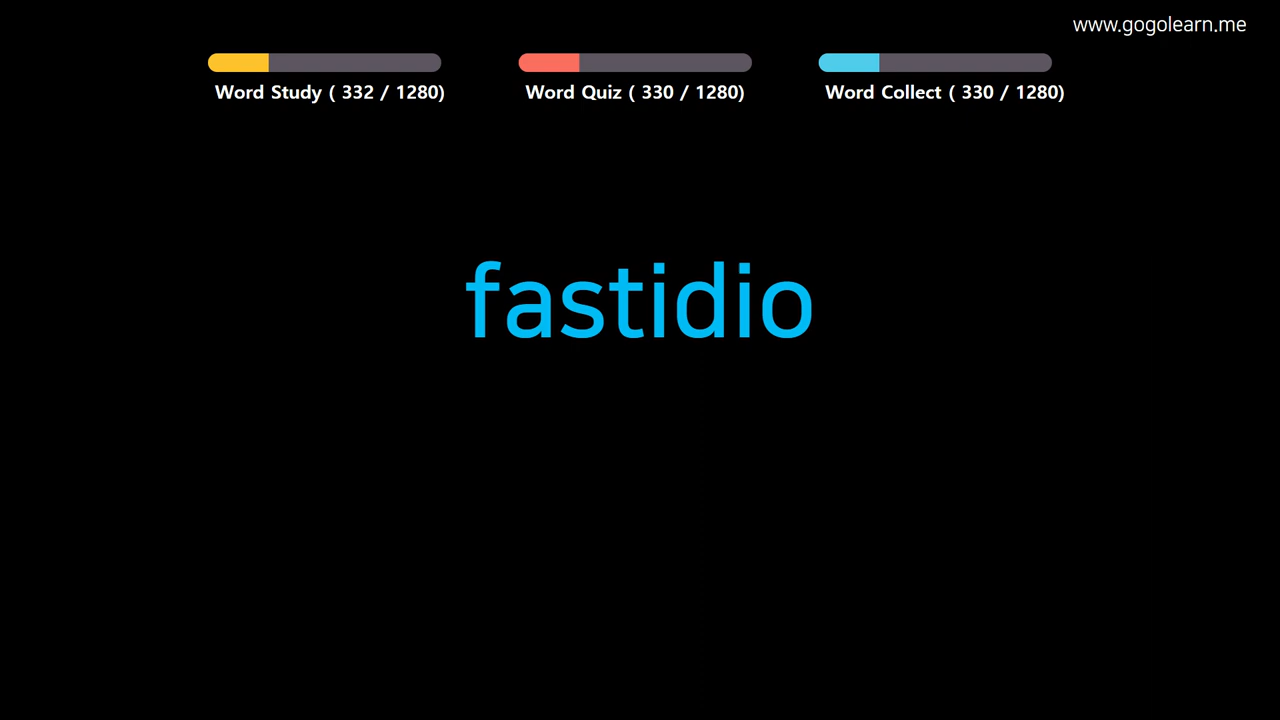 www.gogolearn.me
Word Study ( 332 / 1280)
Word Quiz ( 330 / 1280)
Word Collect ( 330 / 1280)
fastidio